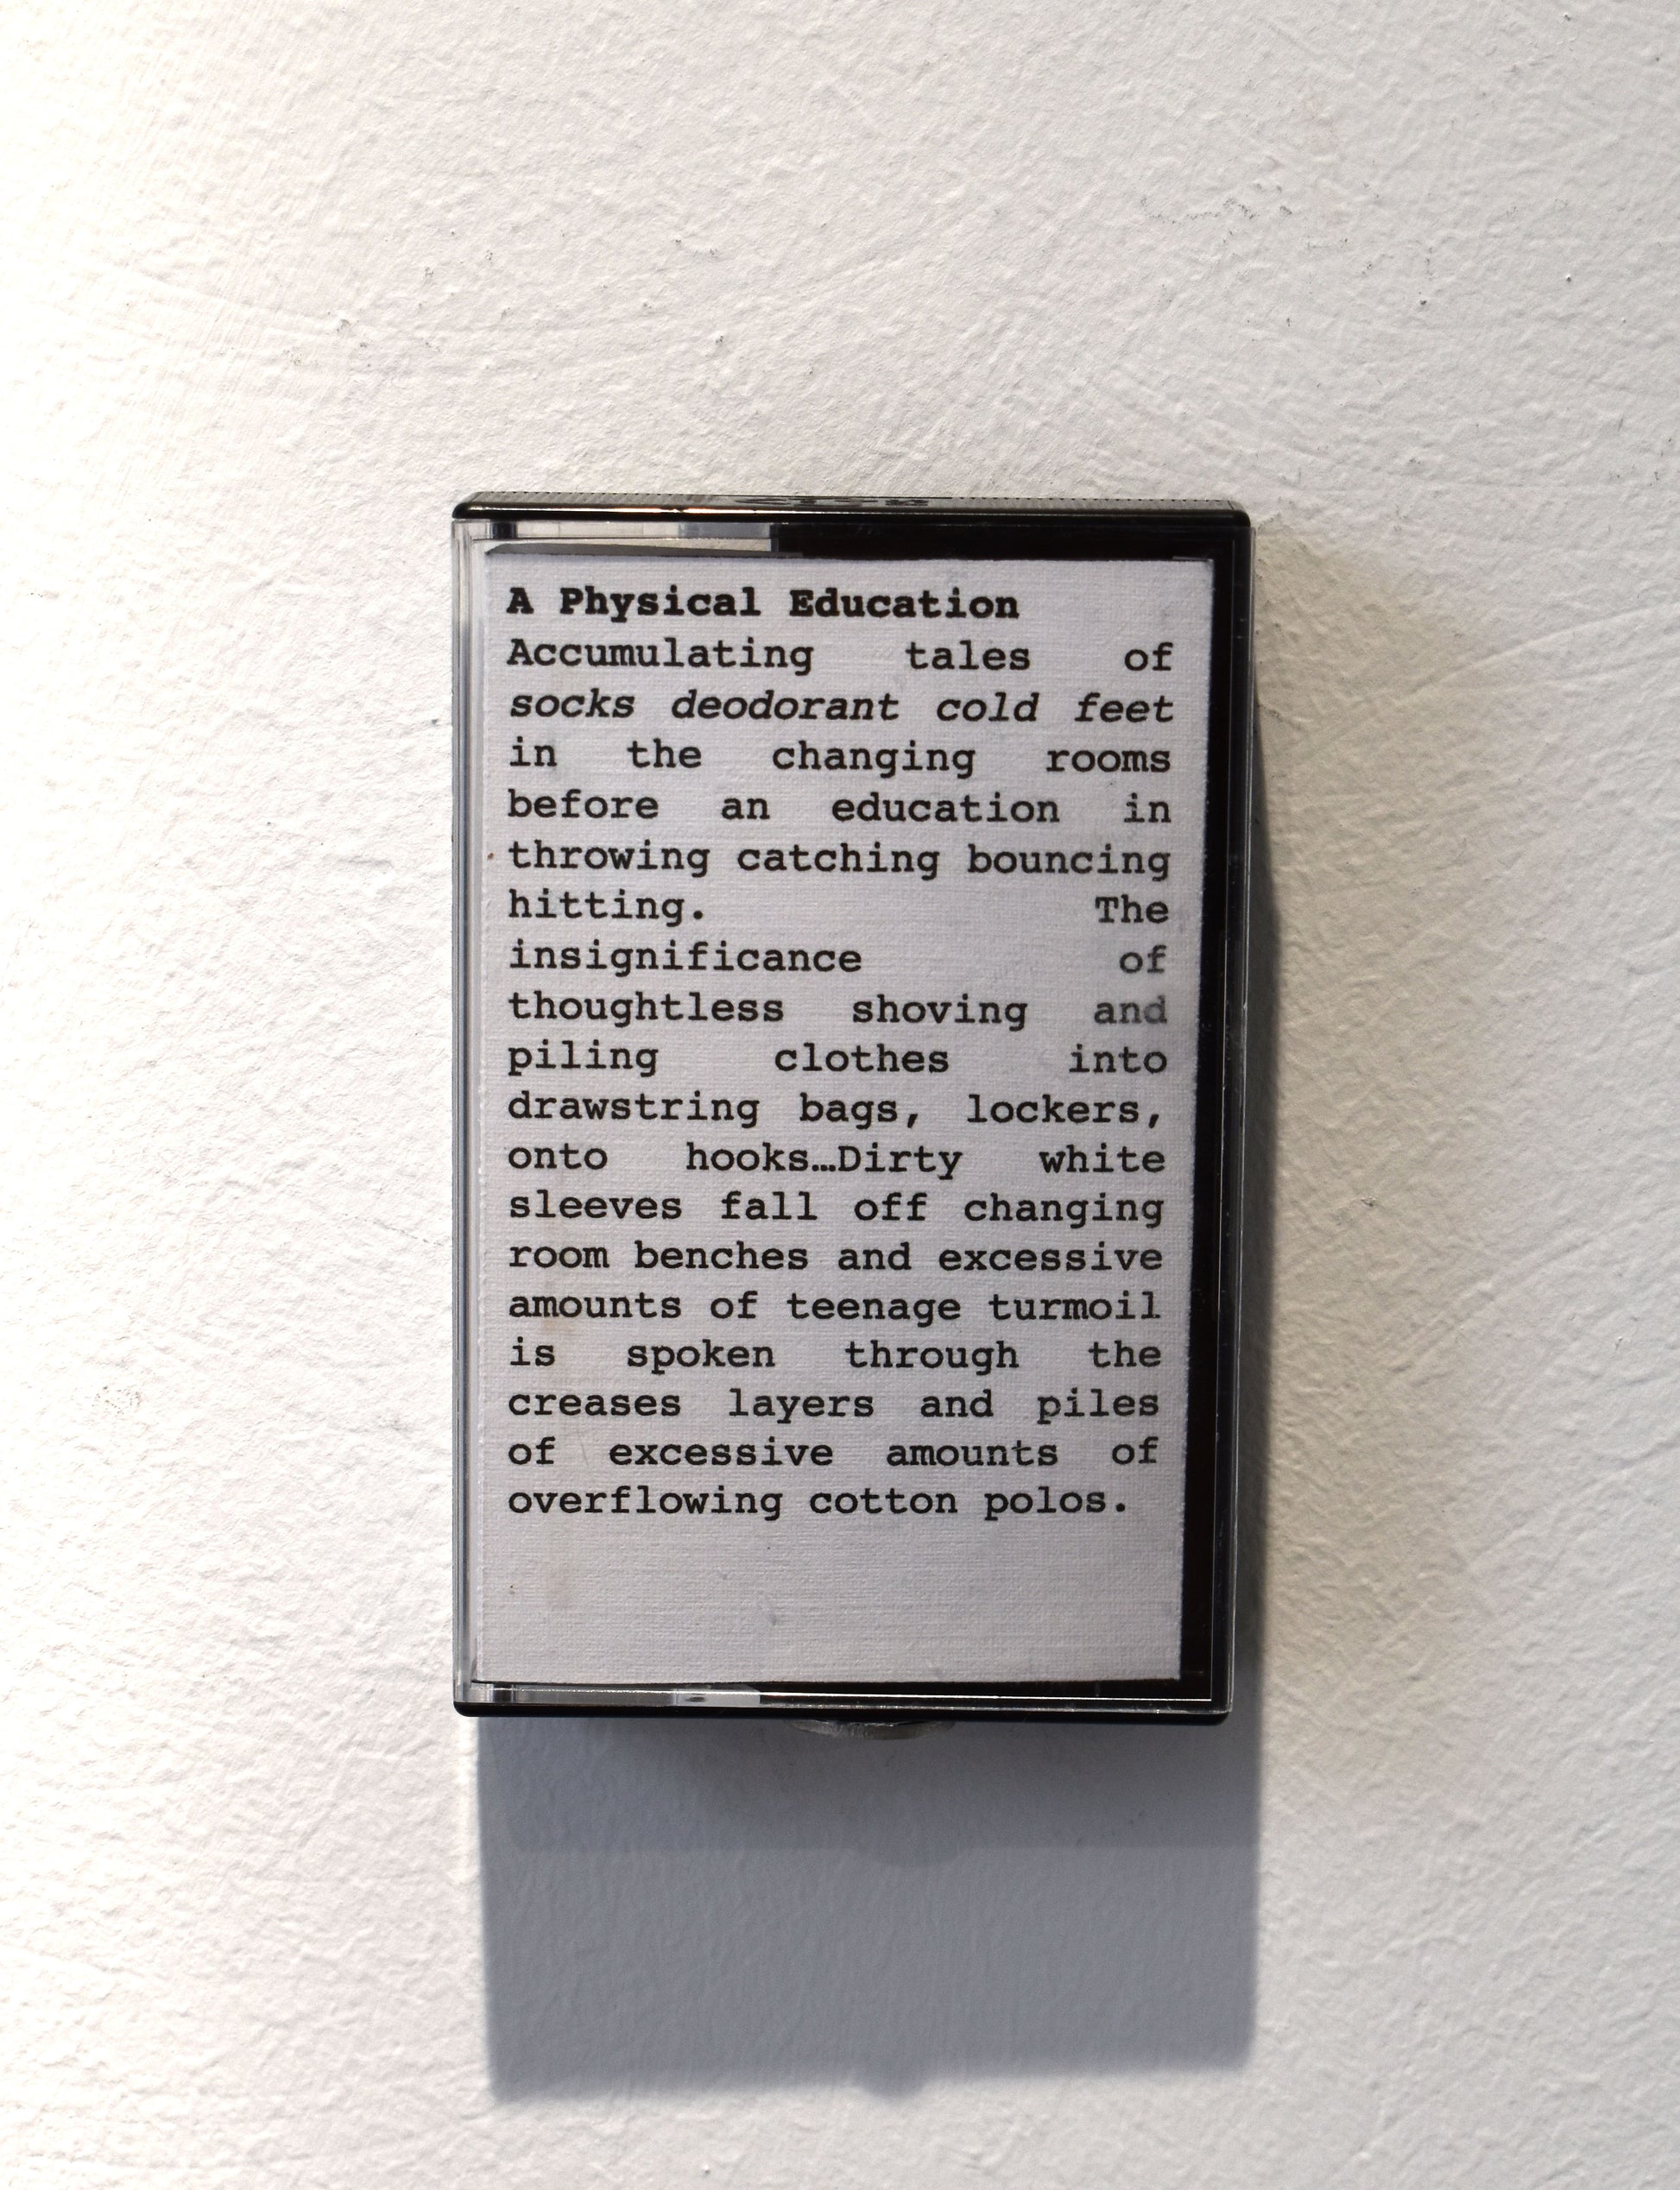 A Physical Education
Accumulating tales of
socks deodorant cold feet
in the changing rooms
before an education in
throwing catching bouncing
hitting. The
insignificance of
thoughtless shoving and
piling clothes into
drawstring bags, lockers,
onto hooks…Dirty white
sleeves fall off changing
room benches and excessive
amounts of teenage turmoil
is spoken through the
creases layers and piles
of excessive amounts of
overflowing cotton polos.